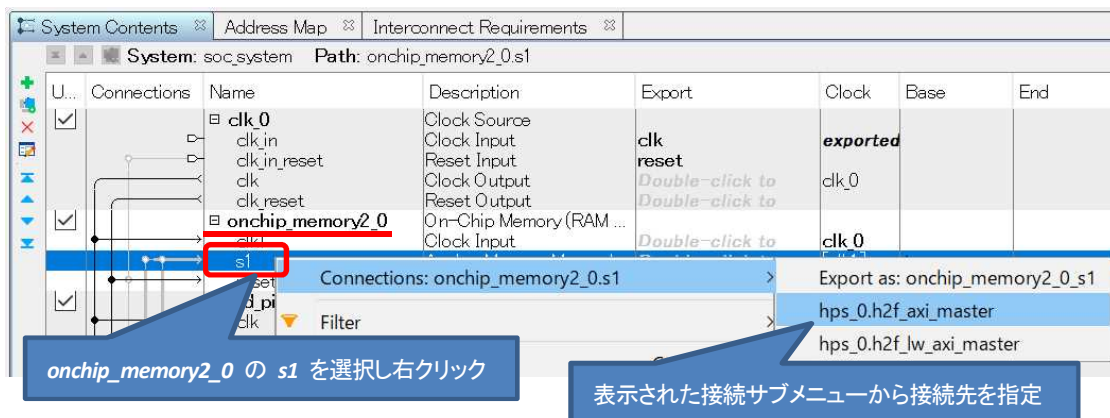 System Contents Address Map Interconnect Requirements
System: soc_system Path: onchip_memory2_0.s1
U... Connections Name Description Export Clock Base End
clk_0 Clock Source
clk_in Clock Input clk exported
clk_in_reset Reset Input reset
clk Clock Output Double-click to clk_0
clk_reset Reset Output Double-click to
onchip_memory2_0 On-Chip Memory (RAM ...
Clock Input Double-click to clk_0
s1
Connections: onchip_memory2_0.s1 Export as: onchip_memory2_0_s1
hps_0.h2f_axi_master
clk Filter
hps_0.h2f_lw_axi_master
onchip_memory2_0 の s1 を選択し右クリック
表示された接続サブメニューから接続先を指定